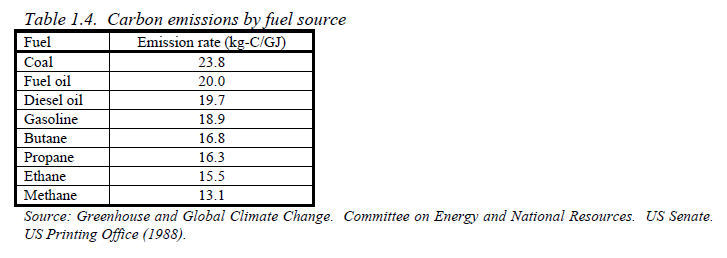 Table 1.4. Carbon emissions by fuel source
Fuel Emission rate (kg-C/GJ)
Coal 23.8
Fuel oil 20.0
Diesel oil 19.7
Gasoline 18.9
Butane 16.8
Propane 16.3
Ethane 15.5
Methane 13.1
Source: Greenhouse and Global Climate Change. Committee on Energy and National Resources. US Senate.
US Printing Office (1988).